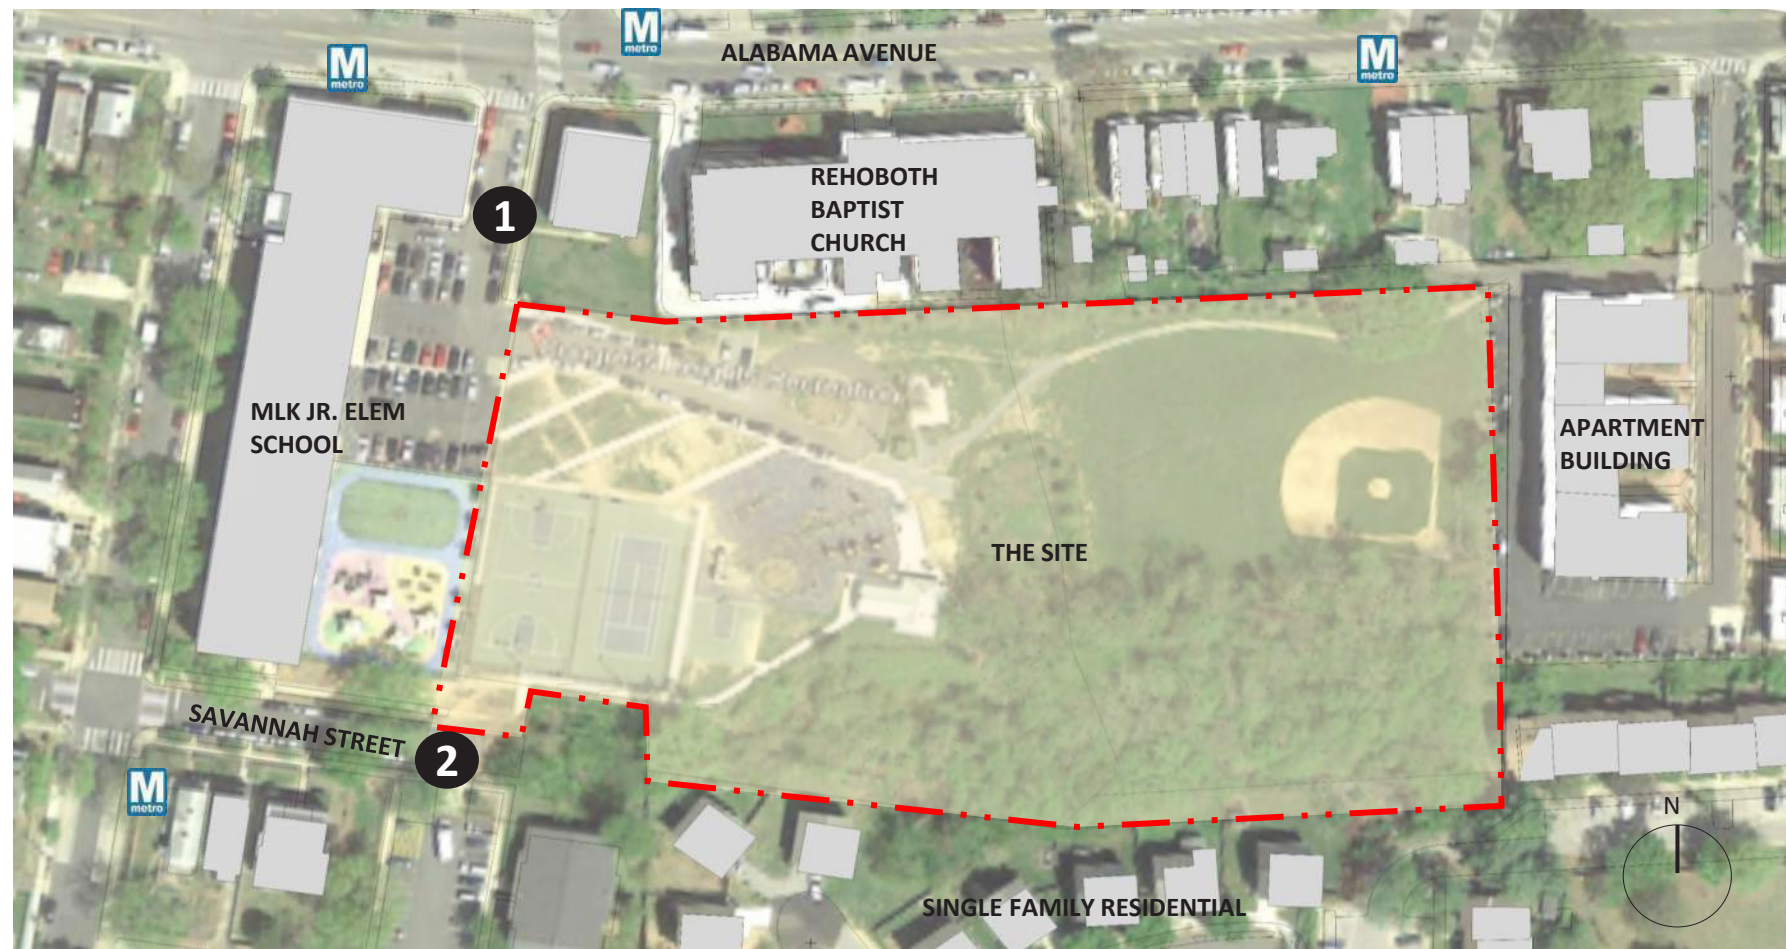 M
metro
ALABAMA AVENUE
M
metro
M
metro
1
REHOBOTH
BAPTIST
CHURCH
MLK JR. ELEM
SCHOOL
APARTMENT
BUILDING
THE SITE
SAVANNAH STREET
2
M
metro
N
SINGLE FAMILY RESIDENTIAL